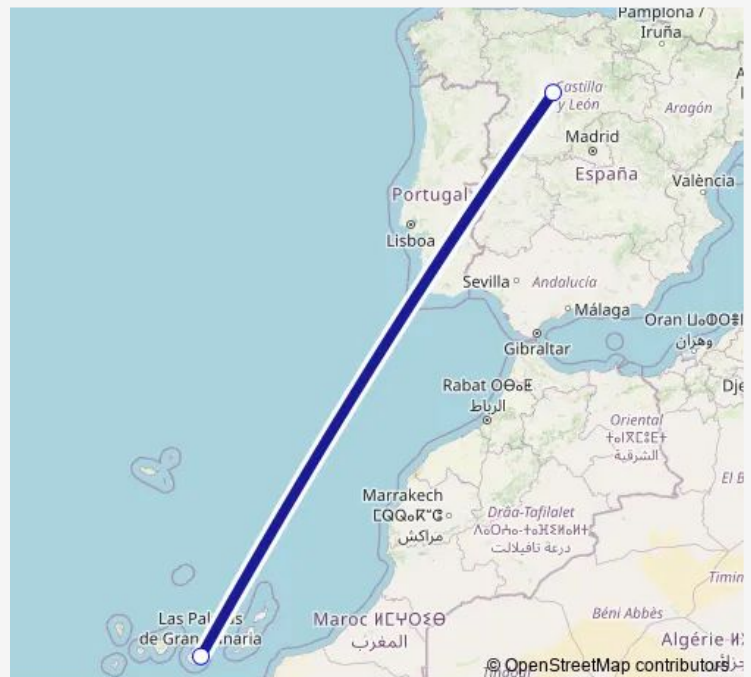 Pamplona /
Iruña
Castilla
y León
Aragón
Madrid
España
València
Portugal
Lisboa
Sevilla
Andalucía
Málaga
Gibraltar
Oran
وهران
Rabat
الرباط
Oriental
ⵜⴰⵏⴳⵎⵓⴹⵜ
الشرقية
Marrakech
مراكش
Drâa-Tafilalet
درعة تافيلالت
de Gran
Maroc ⵍⵎⵖⵔⵉⴱ
المغرب
Béni Abbès
Algérie
© OpenStreetMap contributors.